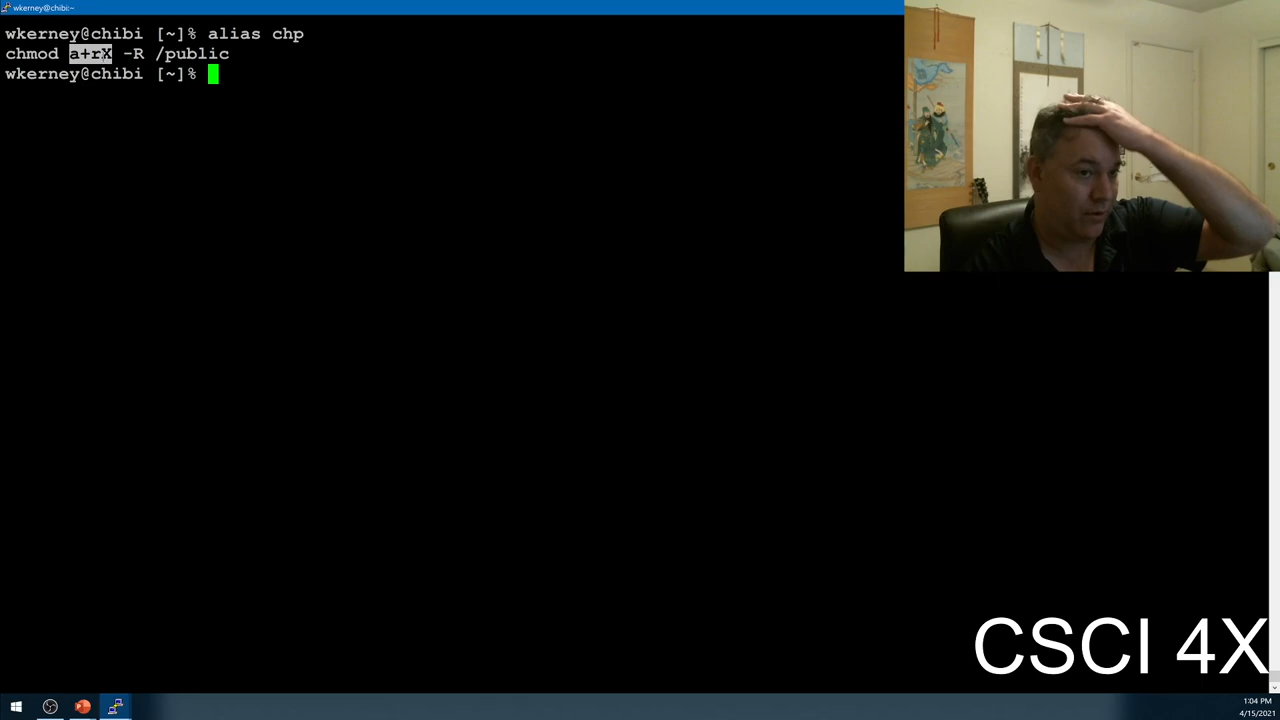 wkerney@chibi:~
wkerney@chibi [~]% alias chp
chmod a+rX -R /public
wkerney@chibi [~]%
CSCI 4X
1:04 PM
4/15/2021